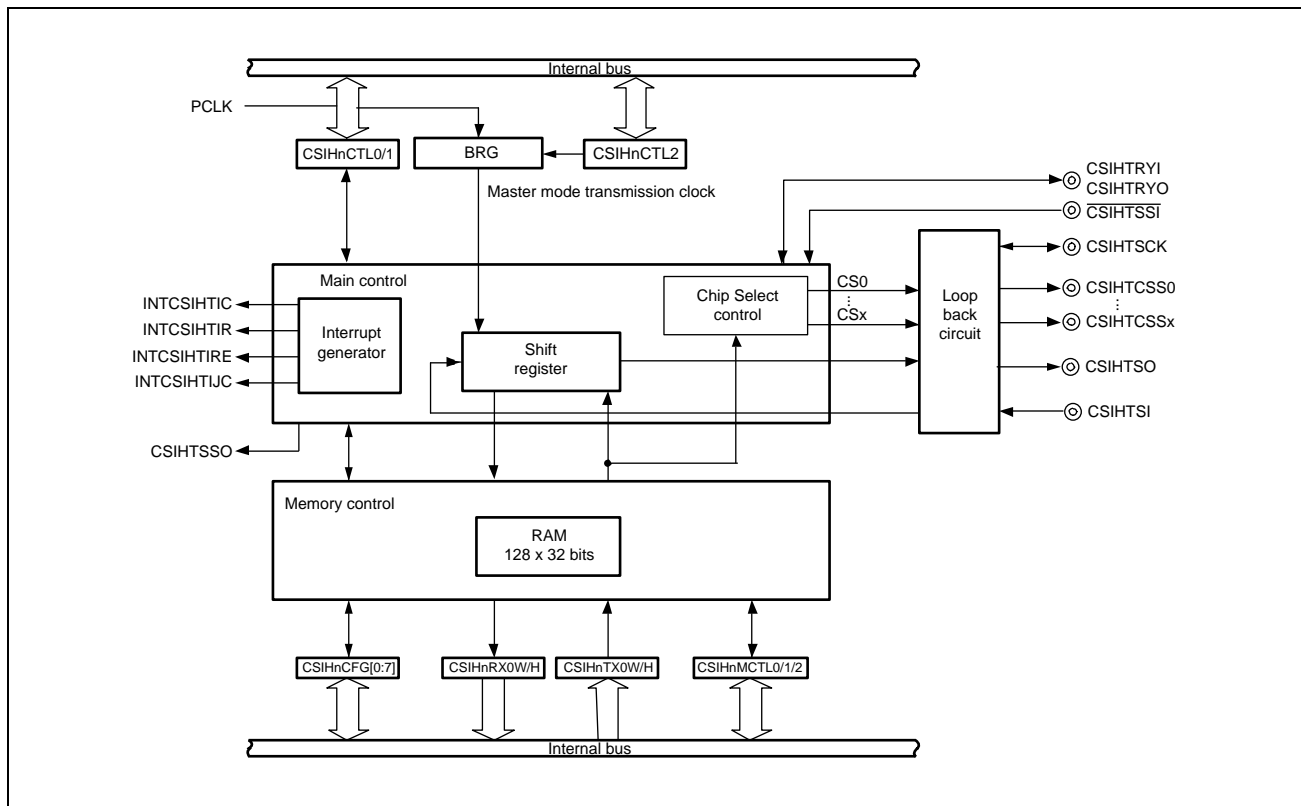 Internal bus
PCLK
CSIHnCTL0/1
BRG
CSIHnCTL2
Master mode transmission clock
CSIHTRYI
CSIHTRYO
CSIHTSSI
CSIHTSCK
Main control
Chip Select
control
CS0
CSx
Loop
back
circuit
CSIHTCSS0
CSIHTCSSx
INTCSIHTIC
INTCSIHTIR
INTCSIHTIRE
INTCSIHTIJC
Interrupt
generator
Shift
register
CSIHTSO
CSIHTSI
CSIHTSSO
Memory control
RAM
128 x 32 bits
CSIHnCFG[0:7]
CSIHnRX0W/H
CSIHnTX0W/H
CSIHnMCTL0/1/2
Internal bus